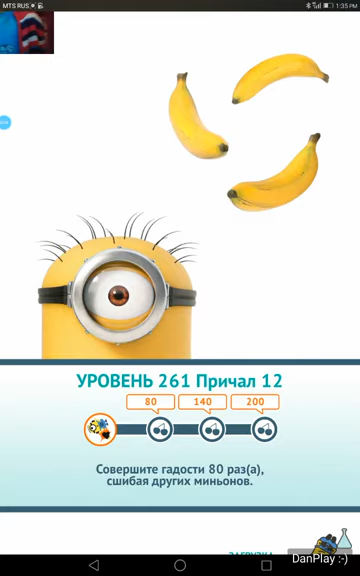 MTS RUS
1:35 PM
УРОВЕНЬ 261 Причал 12
80 140 200
Совершите гадости 80 раз(а),
сшибая других миньонов.
ЗАГРУЗКА
DanPlay :-)